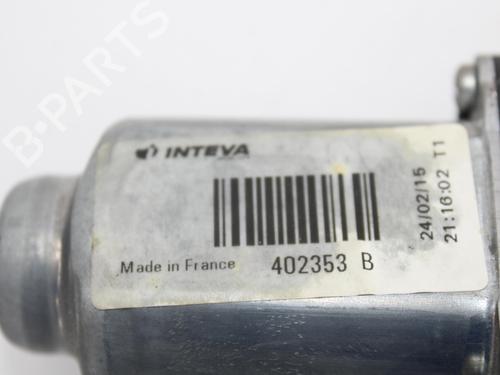 INTEVA
Made in France
402353 B
24/02/15
21:16:02 T1
B-PARTS